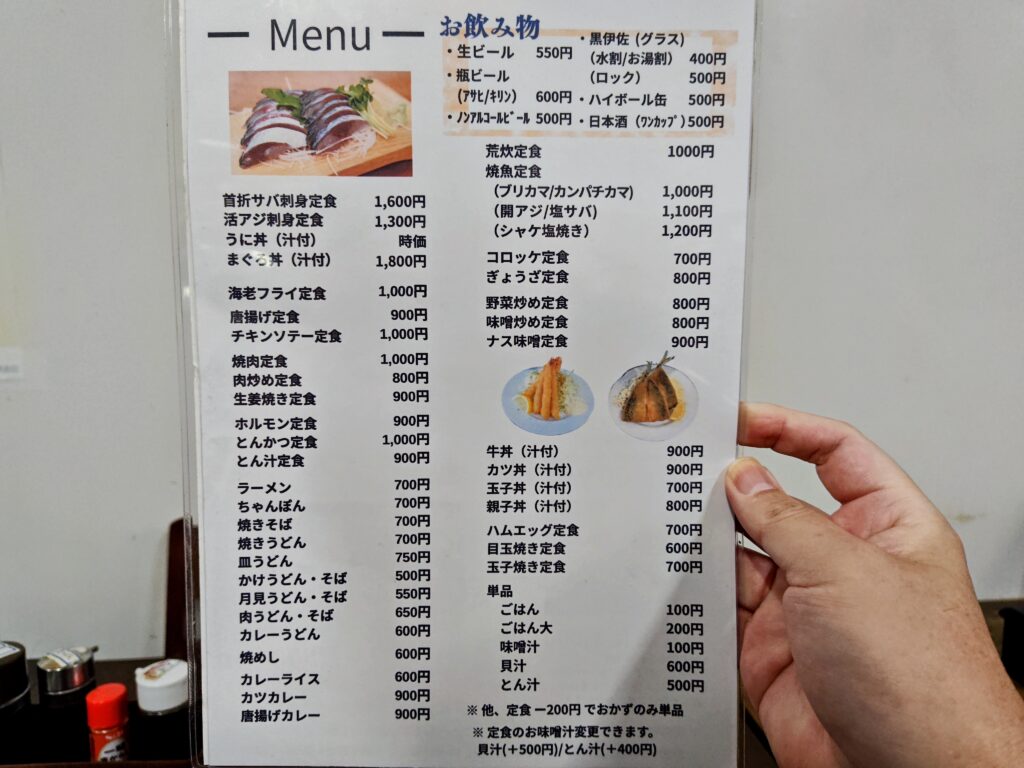 Menu
首折サバ刺身定食 1,600円
活アジ刺身定食 1,300円
うに丼（汁付） 時価
まぐろ丼（汁付） 1,800円
海老フライ定食 1,000円
唐揚げ定食 900円
チキンソテー定食 1,000円
焼肉定食 1,000円
肉炒め定食 800円
生姜焼き定食 900円
ホルモン定食 900円
とんかつ定食 1,000円
とん汁定食 900円
ラーメン 700円
ちゃんぽん 700円
焼きそば 700円
焼きうどん 700円
皿うどん 750円
かけうどん・そば 500円
月見うどん・そば 550円
肉うどん・そば 650円
カレーうどん 600円
焼めし 600円
カレーライス 600円
カツカレー 900円
唐揚げカレー 900円
お飲み物
・生ビール 550円
・瓶ビール
（ｱｻﾋ/ｷﾘﾝ） 600円
・ﾉﾝｱﾙｺｰﾙﾋﾞｰﾙ 500円
・黒伊佐 (グラス)
（水割/お湯割） 400円
（ロック） 500円
・ハイボール缶 500円
・日本酒（ﾜﾝｶｯﾌﾟ）500円
荒炊定食 1000円
焼魚定食
（ブリカマ/カンパチカマ） 1,000円
（開アジ/塩サバ） 1,100円
（シャケ塩焼き） 1,200円
コロッケ定食 700円
ぎょうざ定食 800円
野菜炒め定食 800円
味噌炒め定食 800円
ナス味噌定食 900円
牛丼（汁付） 900円
カツ丼（汁付） 900円
玉子丼（汁付） 700円
親子丼（汁付） 800円
ハムエッグ定食 700円
目玉焼き定食 600円
玉子焼き定食 700円
単品
ごはん 100円
ごはん大 200円
味噌汁 100円
貝汁 600円
とん汁 500円
※ 他、定食 ー200円 でおかずのみ単品
※ 定食のお味噌汁変更できます。
貝汁(＋500円)/とん汁(＋400円)